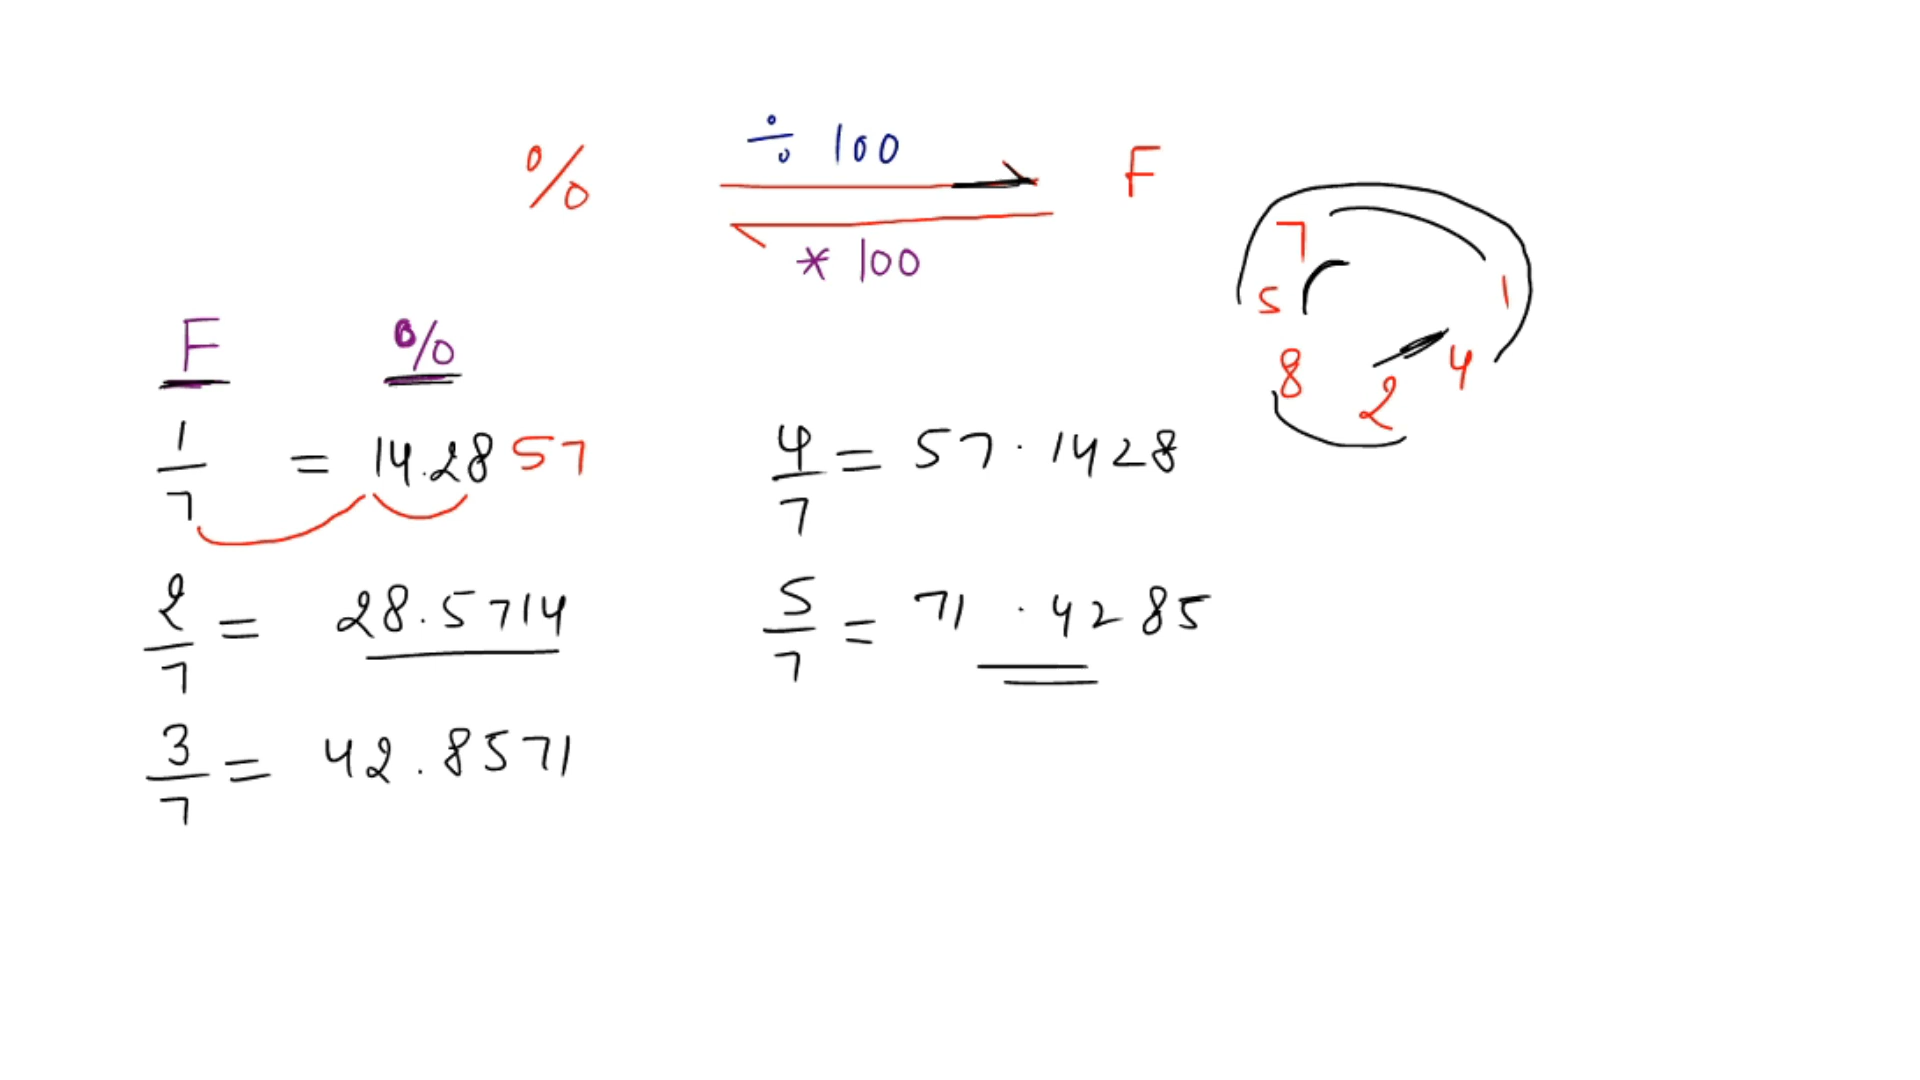 ÷ 100
% F
* 100
7
5 1
8 2 4
F %
1/7 = 14.2857
2/7 = 28.5714
3/7 = 42.8571
4/7 = 57.1428
5/7 = 71.4285